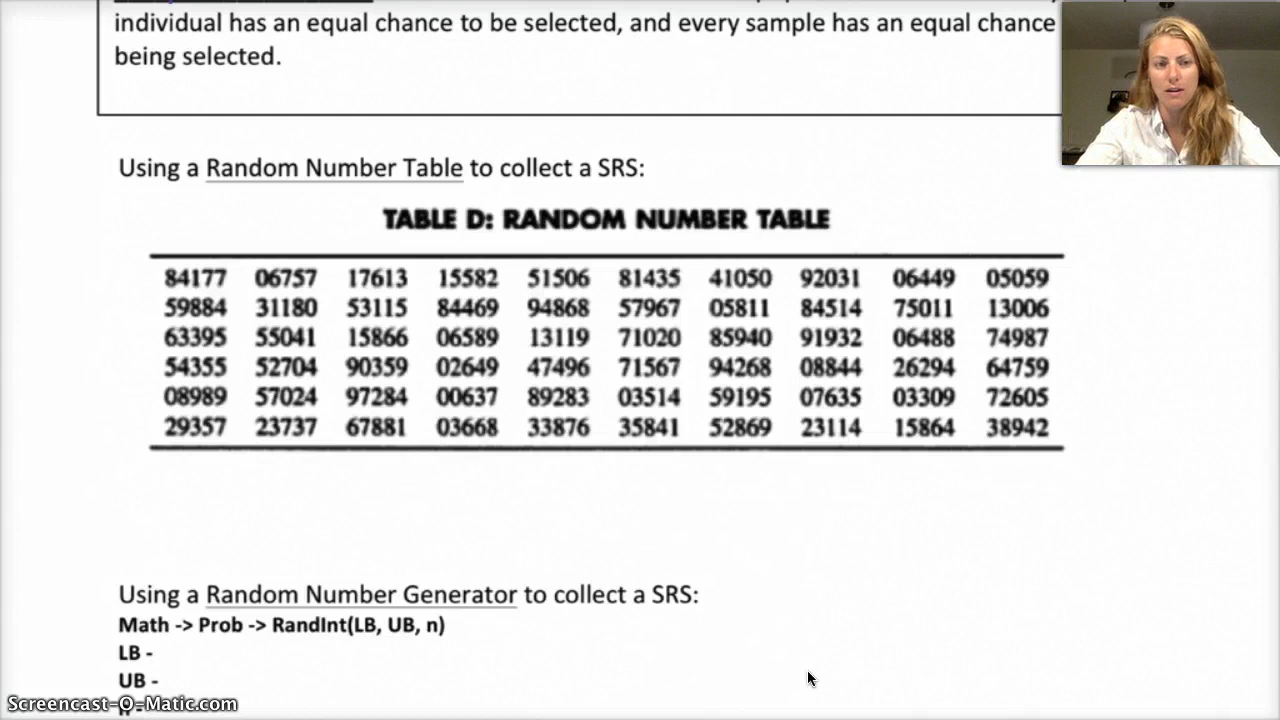 individual has an equal chance to be selected, and every sample has an equal chance
being selected.
Using a Random Number Table to collect a SRS:
TABLE D: RANDOM NUMBER TABLE
84177 06757 17613 15582 51506 81435 41050 92031 06449 05059
59884 31180 53115 84469 94868 57967 05811 84514 75011 13006
63395 55041 15866 06589 13119 71020 85940 91932 06488 74987
54355 52704 90359 02649 47496 71567 94268 08844 26294 64759
08989 57024 97284 00637 89283 03514 59195 07635 03309 72605
29357 23737 67881 03668 33876 35841 52869 23114 15864 38942
Using a Random Number Generator to collect a SRS:
Math -> Prob -> RandInt(LB, UB, n)
LB -
UB -
Screencast-O-Matic.com